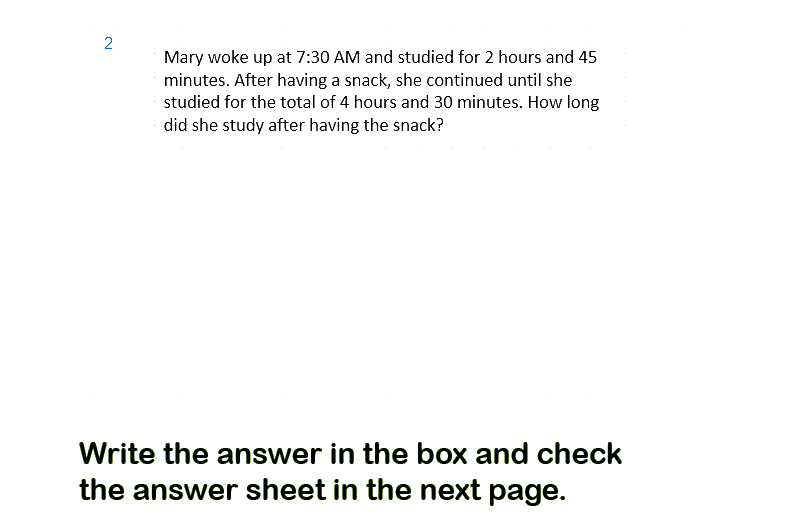 2
Mary woke up at 7:30 AM and studied for 2 hours and 45
minutes. After having a snack, she continued until she
studied for the total of 4 hours and 30 minutes. How long
did she study after having the snack?
Write the answer in the box and check
the answer sheet in the next page.